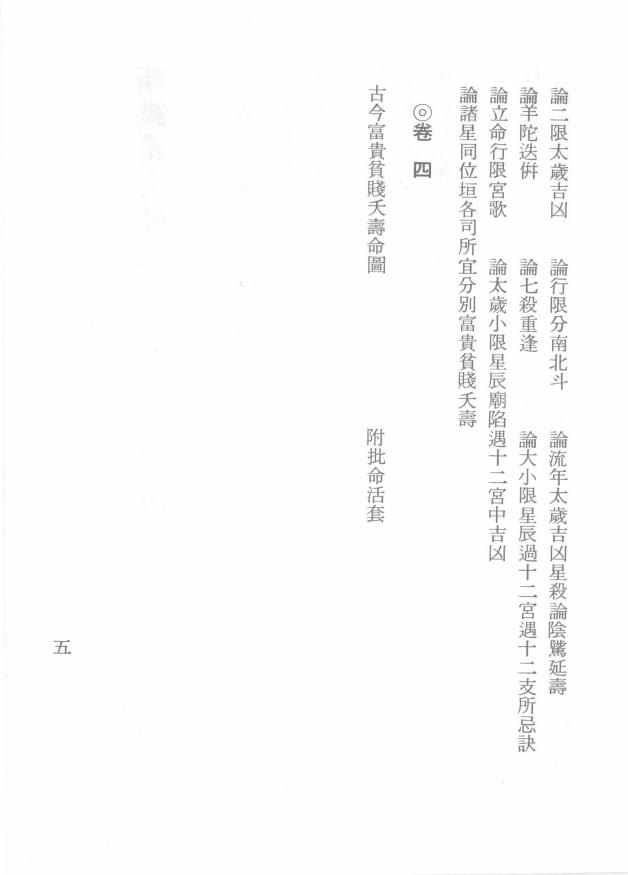 論二限太歲吉凶　論行限分南北斗　論流年太歲吉凶星殺論陰騭延壽
論羊陀迭併　論七殺重逢　論大小限星辰過十二宮遇十二支所忌訣
論立命行限宮歌　論太歲小限星辰廟陷遇十二宮中吉凶
論諸星同位垣各司所宜分別富貴貧賤夭壽
◎卷　四
古今富貴貧賤夭壽命圖　附批命活套
五